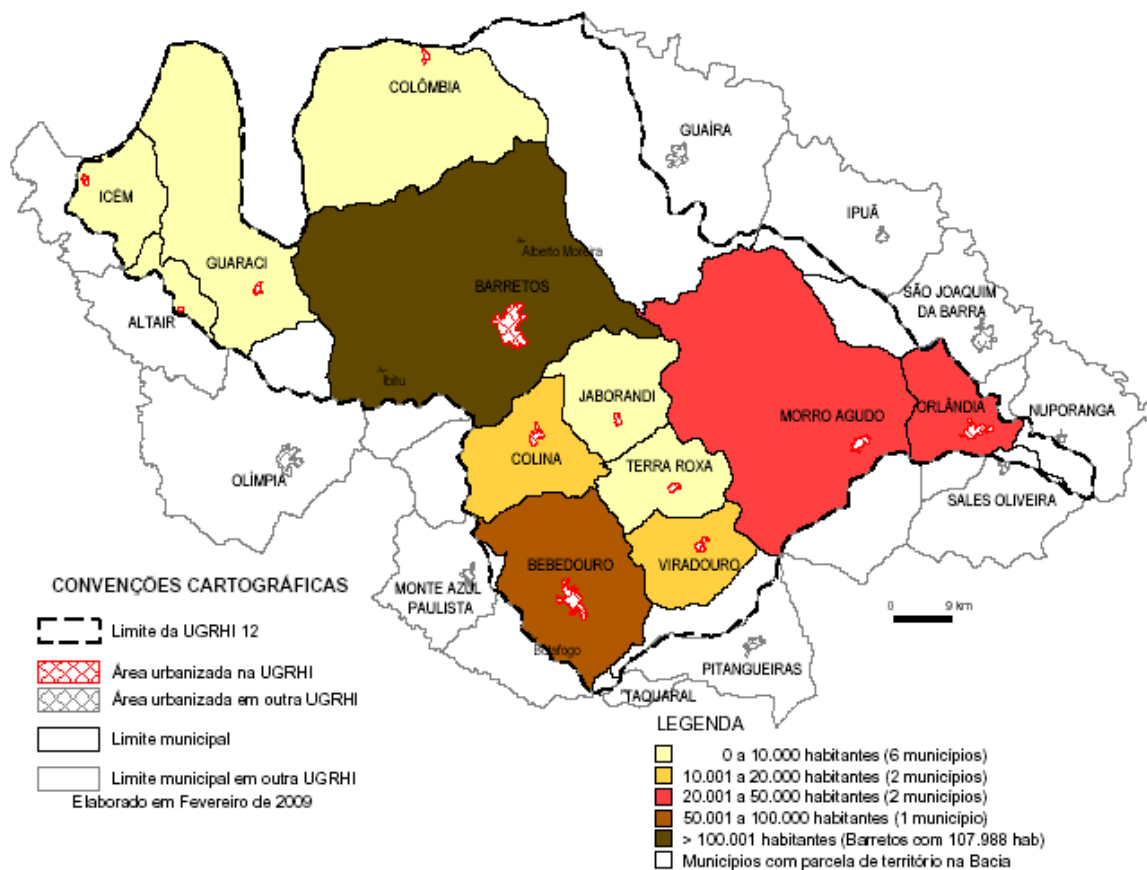 COLÔMBIA
GUAÍRA
ICÉM
IPUÃ
GUARACI
Alberto Moreira
BARRETOS
SÃO JOAQUIM
DA BARRA
ALTAIR
Ibitu
JABORANDI
MORRO AGUDO
ORLÂNDIA
NUPORANGA
COLINA
TERRA ROXA
OLÍMPIA
SALES OLIVEIRA
BEBEDOURO
VIRADOURO
MONTE AZUL
PAULISTA
Botafogo
PITANGUEIRAS
TAQUARAL
0 9 km
CONVENÇÕES CARTOGRÁFICAS
Limite da UGRHI 12
Área urbanizada na UGRHI
Área urbanizada em outra UGRHI
Limite municipal
Limite municipal em outra UGRHI
Elaborado em Fevereiro de 2009
LEGENDA
0 a 10.000 habitantes (6 municípios)
10.001 a 20.000 habitantes (2 municípios)
20.001 a 50.000 habitantes (2 municípios)
50.001 a 100.000 habitantes (1 município)
> 100.001 habitantes (Barretos com 107.988 hab)
Municípios com parcela de território na Bacia